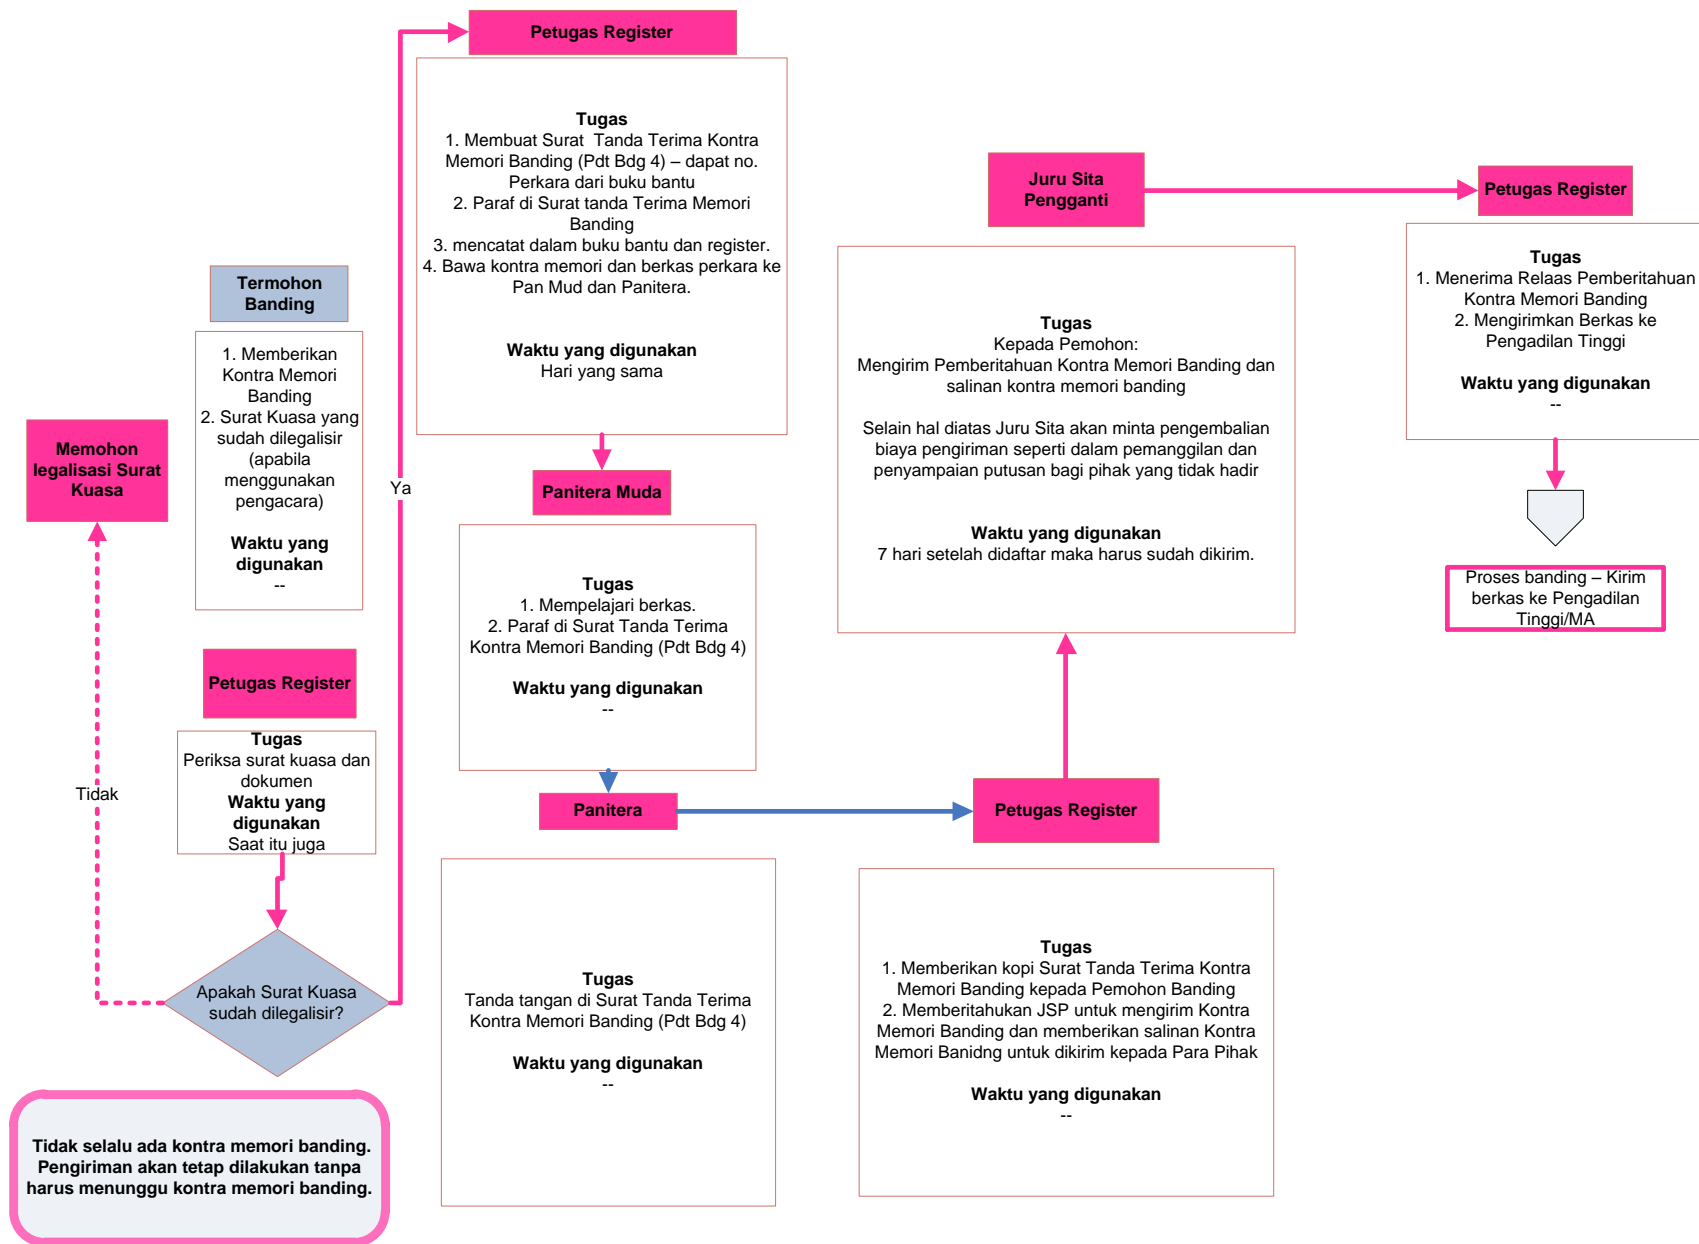 Petugas Register
Tugas
1. Membuat Surat  Tanda Terima Kontra
Memori Banding (Pdt Bdg 4) – dapat no.
Perkara dari buku bantu
2. Paraf di Surat tanda Terima Memori
Banding
3. mencatat dalam buku bantu dan register.
4. Bawa kontra memori dan berkas perkara ke
Pan Mud dan Panitera.
Waktu yang digunakan
Hari yang sama
Termohon
Banding
1. Memberikan
Kontra Memori
Banding
2. Surat Kuasa yang
sudah dilegalisir
(apabila
menggunakan
pengacara)
Waktu yang
digunakan
--
Memohon
legalisasi Surat
Kuasa
Tidak
Ya
Petugas Register
Tugas
Periksa surat kuasa dan
dokumen
Waktu yang
digunakan
Saat itu juga
Apakah Surat Kuasa
sudah dilegalisir?
Tidak selalu ada kontra memori banding.
Pengiriman akan tetap dilakukan tanpa
harus menunggu kontra memori banding.
Panitera Muda
Tugas
1. Mempelajari berkas.
2. Paraf di Surat Tanda Terima
Kontra Memori Banding (Pdt Bdg 4)
Waktu yang digunakan
--
Panitera
Tugas
Tanda tangan di Surat Tanda Terima
Kontra Memori Banding (Pdt Bdg 4)
Waktu yang digunakan
--
Petugas Register
Tugas
1. Memberikan kopi Surat Tanda Terima Kontra
Memori Banding kepada Pemohon Banding
2. Memberitahukan JSP untuk mengirim Kontra
Memori Banding dan memberikan salinan Kontra
Memori Banidng untuk dikirim kepada Para Pihak
Waktu yang digunakan
--
Juru Sita
Pengganti
Tugas
Kepada Pemohon:
Mengirim Pemberitahuan Kontra Memori Banding dan
salinan kontra memori banding
Selain hal diatas Juru Sita akan minta pengembalian
biaya pengiriman seperti dalam pemanggilan dan
penyampaian putusan bagi pihak yang tidak hadir
Waktu yang digunakan
7 hari setelah didaftar maka harus sudah dikirim.
Petugas Register
Tugas
1. Menerima Relaas Pemberitahuan
Kontra Memori Banding
2. Mengirimkan Berkas ke
Pengadilan Tinggi
Waktu yang digunakan
--
Proses banding – Kirim
berkas ke Pengadilan
Tinggi/MA